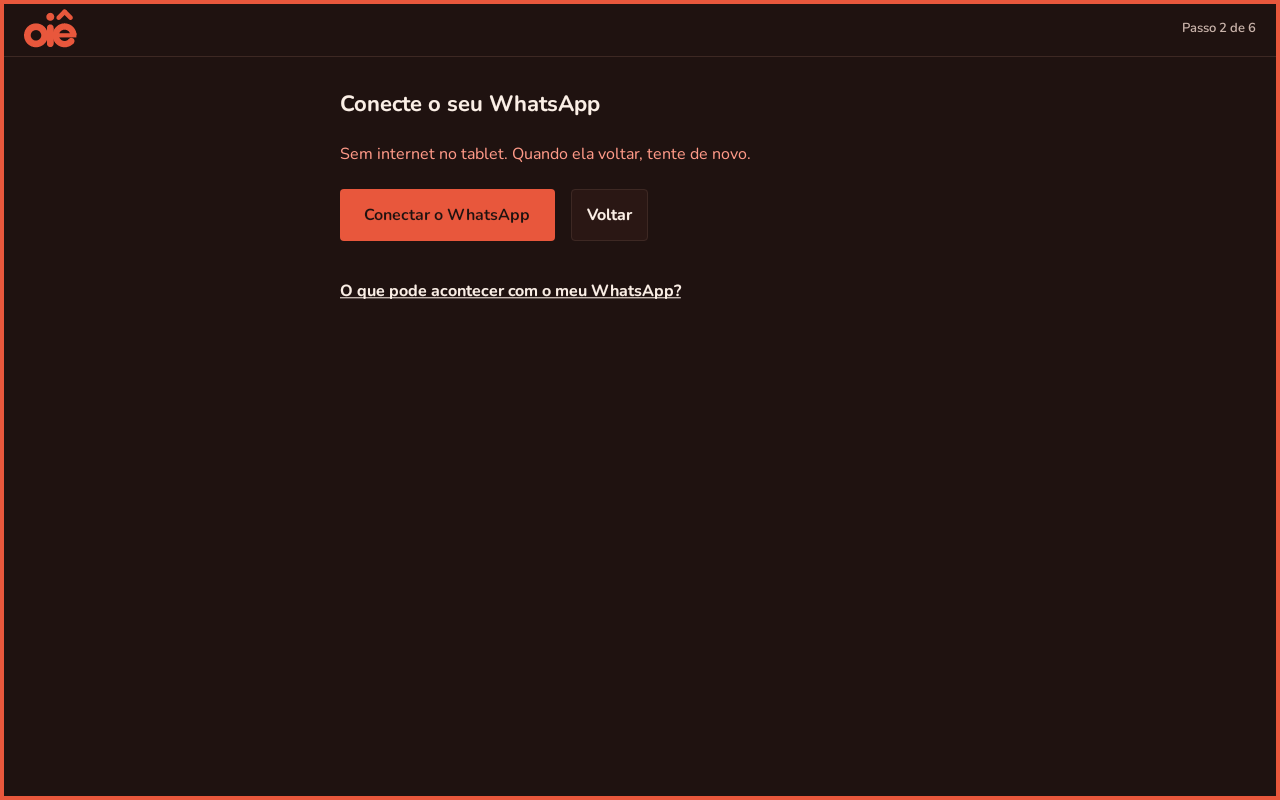 oiê
Passo 2 de 6
Conecte o seu WhatsApp
Sem internet no tablet. Quando ela voltar, tente de novo.
Conectar o WhatsApp
Voltar
O que pode acontecer com o meu WhatsApp?